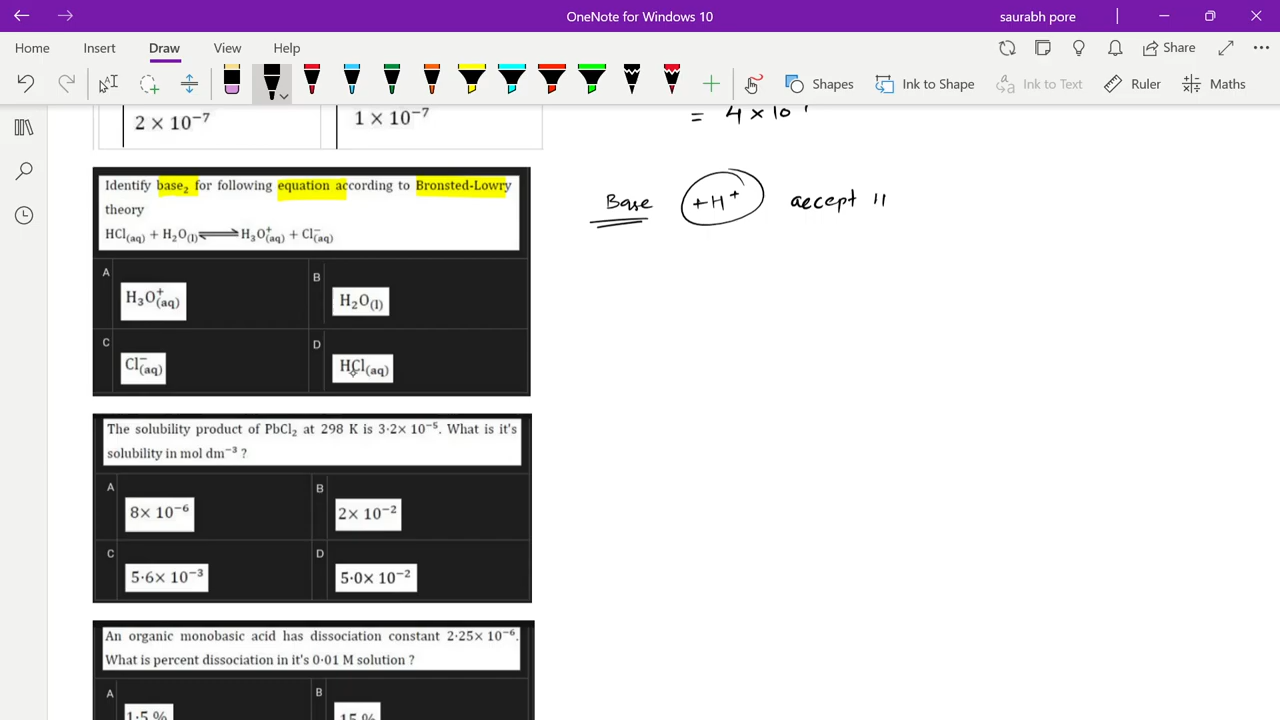 OneNote for Windows 10
saurabh pore
Home Insert Draw View Help
Share
Shapes Ink to Shape Ink to Text Ruler Maths
2 × 10⁻⁷
1 × 10⁻⁷
= 4 × 10
Identify base₂ for following equation according to Bronsted-Lowry
theory
HCl(aq) + H₂O(l) ⇌ H₃O⁺(aq) + Cl⁻(aq)
A H₃O⁺(aq)
B H₂O(l)
C Cl⁻(aq)
D HCl(aq)
Base +H⁺ accept
The solubility product of PbCl₂ at 298 K is 3·2× 10⁻⁵. What is it's
solubility in mol dm⁻³ ?
A 8× 10⁻⁶
B 2× 10⁻²
C 5·6× 10⁻³
D 5·0× 10⁻²
An organic monobasic acid has dissociation constant 2·25× 10⁻⁶.
What is percent dissociation in it's 0·01 M solution ?
A 1·5 %
B 15 %